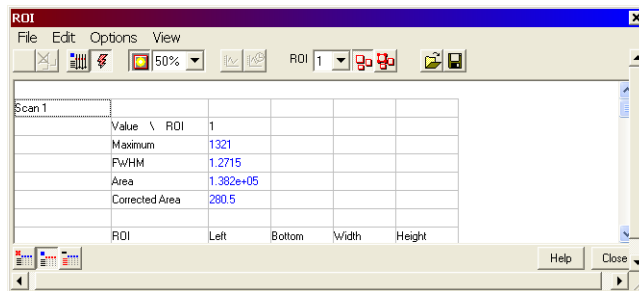 ROI
File Edit Options View
50% ROI 1
Scan 1
Value \ ROI 1
Maximum 1321
FWHM 1.2715
Area 1.382e+05
Corrected Area 280.5
ROI Left Bottom Width Height
Help Close